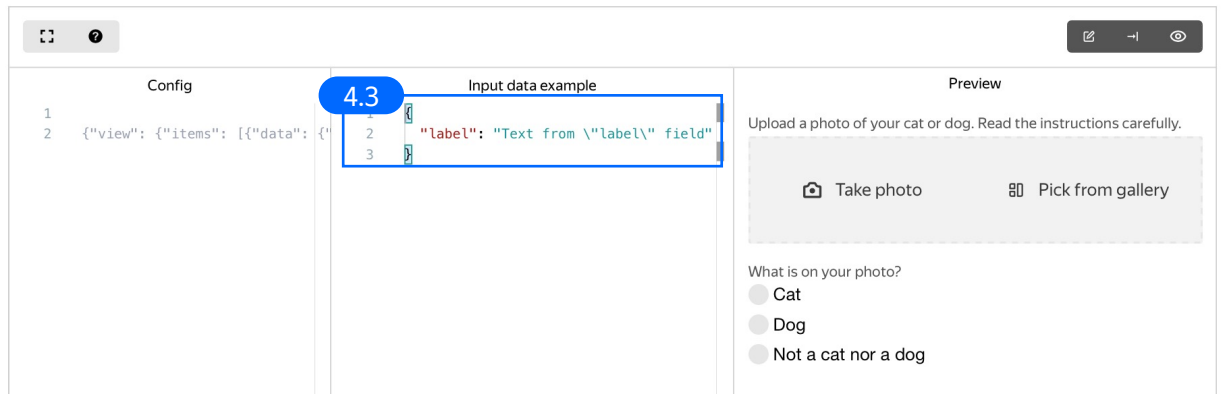 Config
1
2 {"view": {"items": [{"data": {"
4.3
Input data example
1 {
2 "label": "Text from \"label\" field"
3 }
Preview
Upload a photo of your cat or dog. Read the instructions carefully.
Take photo
Pick from gallery
What is on your photo?
Cat
Dog
Not a cat nor a dog